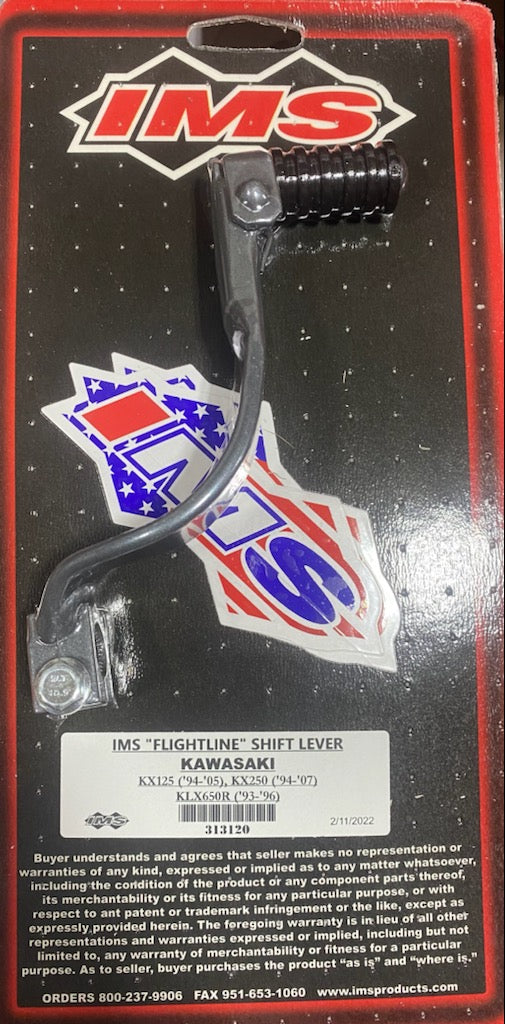 IMS
IMS
IMS "FLIGHTLINE" SHIFT LEVER
KAWASAKI
KX125 ('94-'05), KX250 ('94-'07)
KLX650R ('93-'96)
IMS
313120
2/11/2022
Buyer understands and agrees that seller makes no representation or
warranties of any kind, expressed or implied as to any matter whatsoever,
including the condition of the product or any component parts thereof,
its merchantability or its fitness for any particular purpose, or with
respect to ant patent or trademark infringement or the like, except as
expressly provided herein. The foregoing warranty is in lieu of all other
representations and warranties expressed or implied, including but not
limited to, any warranty of merchantability or fitness for a particular
purpose. As to seller, buyer purchases the product “as is” and “where is.”
ORDERS 800-237-9906 FAX 951-653-1060 www.imsproducts.com